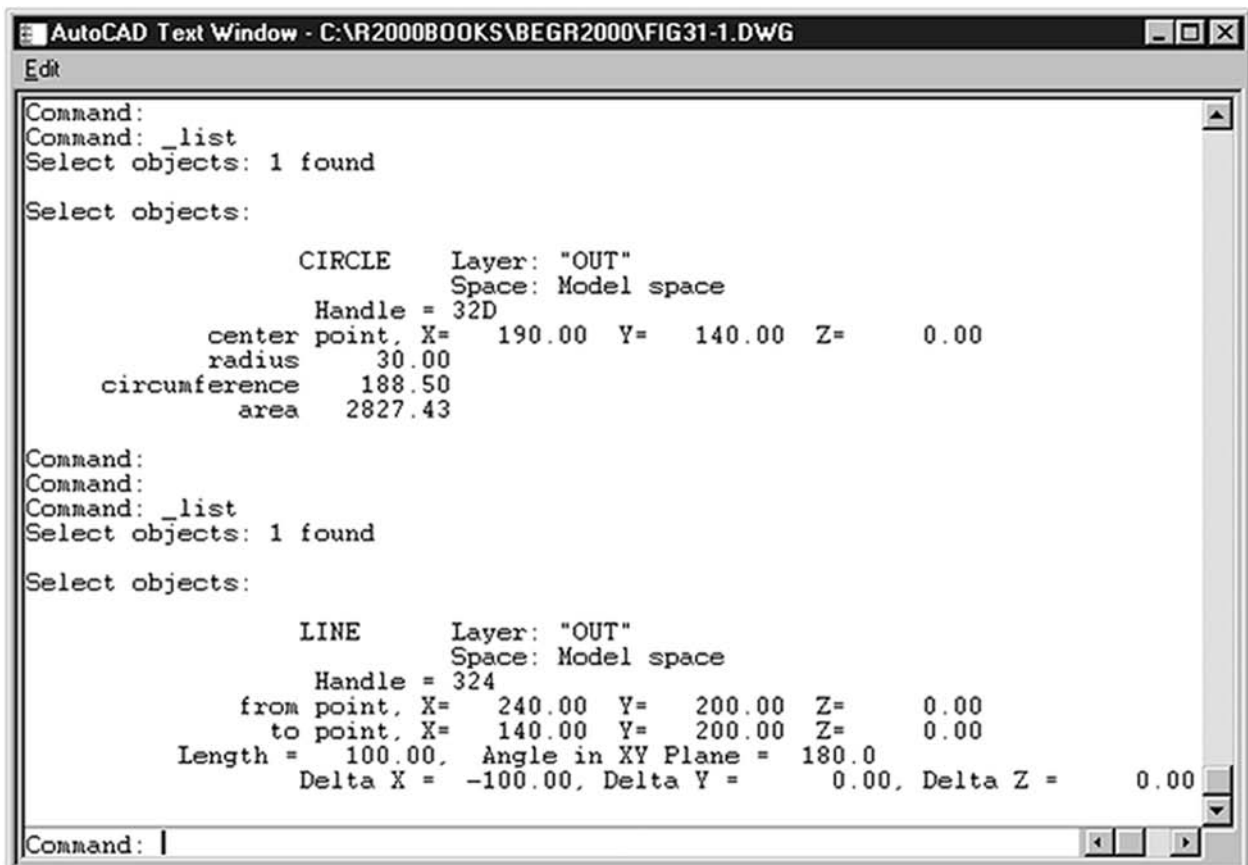 AutoCAD Text Window - C:\R2000BOOKS\BEGR2000\FIG31-1.DWG
Edit
Command:
Command: _list
Select objects: 1 found
Select objects:
CIRCLE Layer: "OUT"
Space: Model space
Handle = 32D
center point, X= 190.00 Y= 140.00 Z= 0.00
radius 30.00
circumference 188.50
area 2827.43
Command:
Command:
Command: _list
Select objects: 1 found
Select objects:
LINE Layer: "OUT"
Space: Model space
Handle = 324
from point, X= 240.00 Y= 200.00 Z= 0.00
to point, X= 140.00 Y= 200.00 Z= 0.00
Length = 100.00, Angle in XY Plane = 180.0
Delta X = -100.00, Delta Y = 0.00, Delta Z = 0.00
Command: